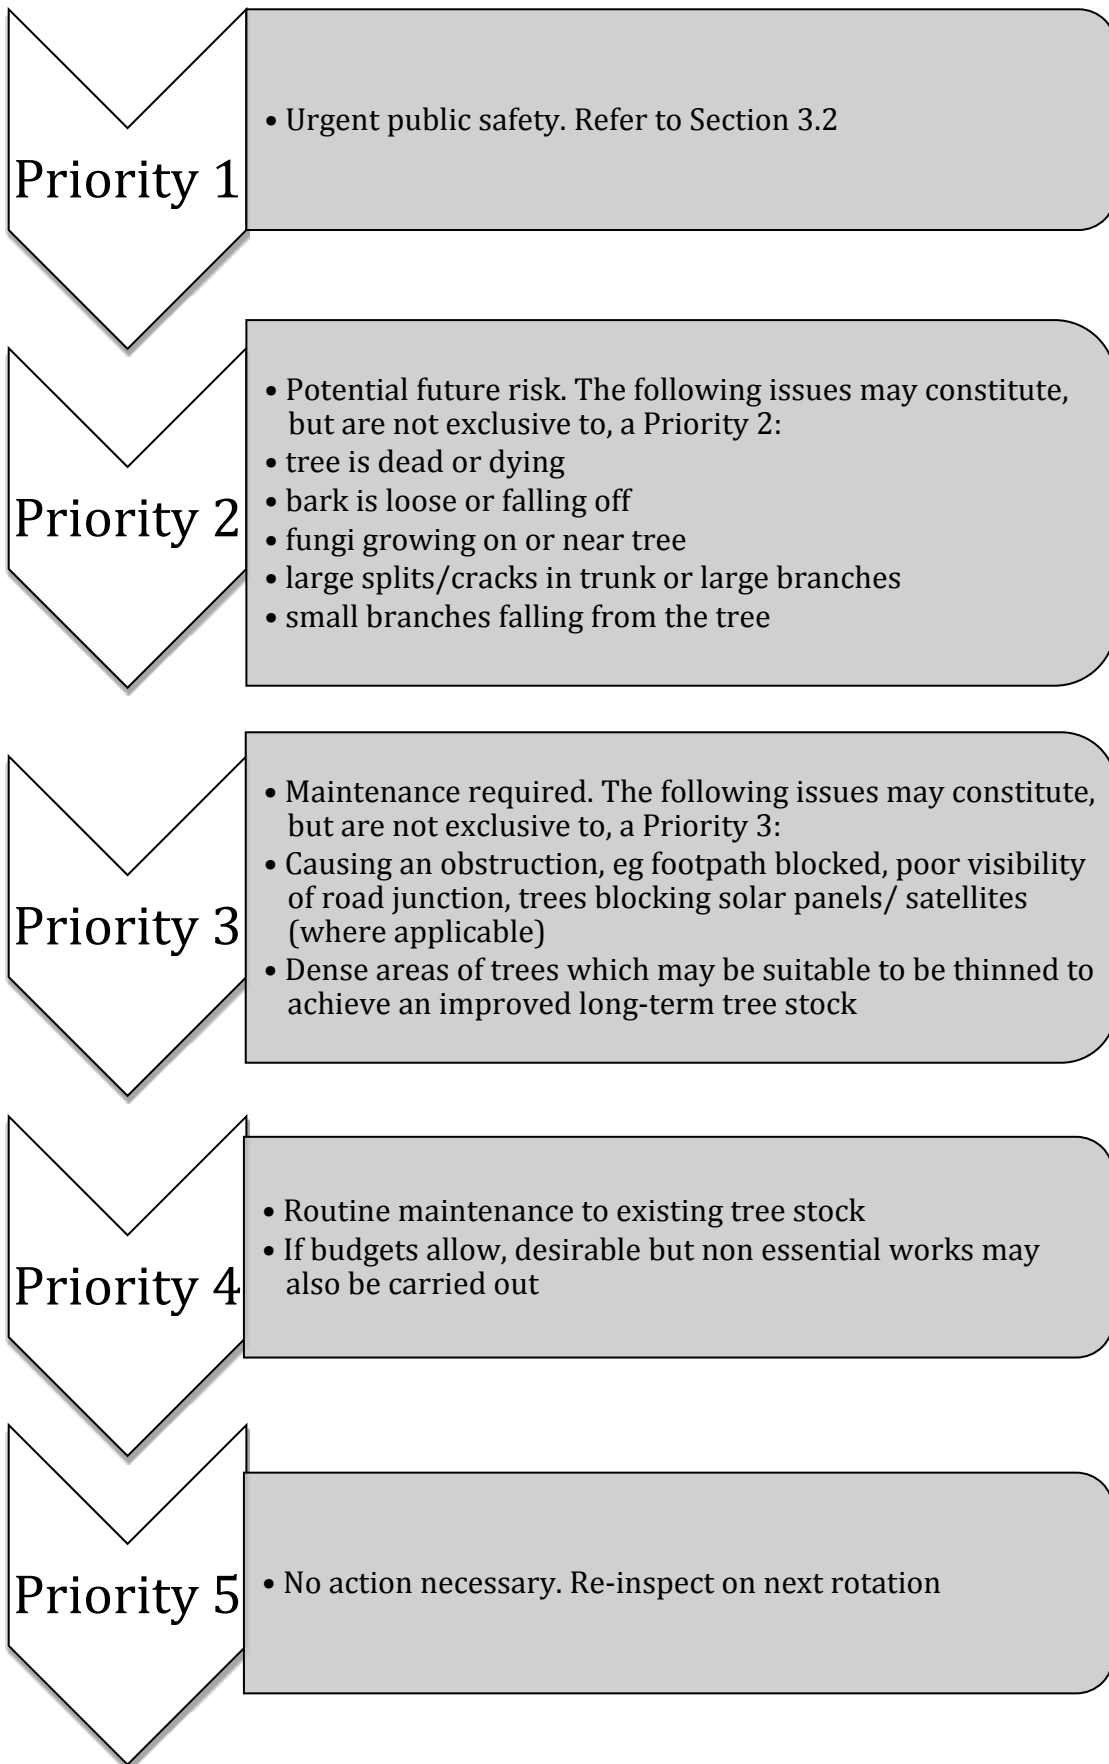 Priority 1
• Urgent public safety. Refer to Section 3.2
Priority 2
• Potential future risk. The following issues may constitute,
but are not exclusive to, a Priority 2:
• tree is dead or dying
• bark is loose or falling off
• fungi growing on or near tree
• large splits/cracks in trunk or large branches
• small branches falling from the tree
Priority 3
• Maintenance required. The following issues may constitute,
but are not exclusive to, a Priority 3:
• Causing an obstruction, eg footpath blocked, poor visibility
of road junction, trees blocking solar panels/ satellites
(where applicable)
• Dense areas of trees which may be suitable to be thinned to
achieve an improved long-term tree stock
Priority 4
• Routine maintenance to existing tree stock
• If budgets allow, desirable but non essential works may
also be carried out
Priority 5
• No action necessary. Re-inspect on next rotation